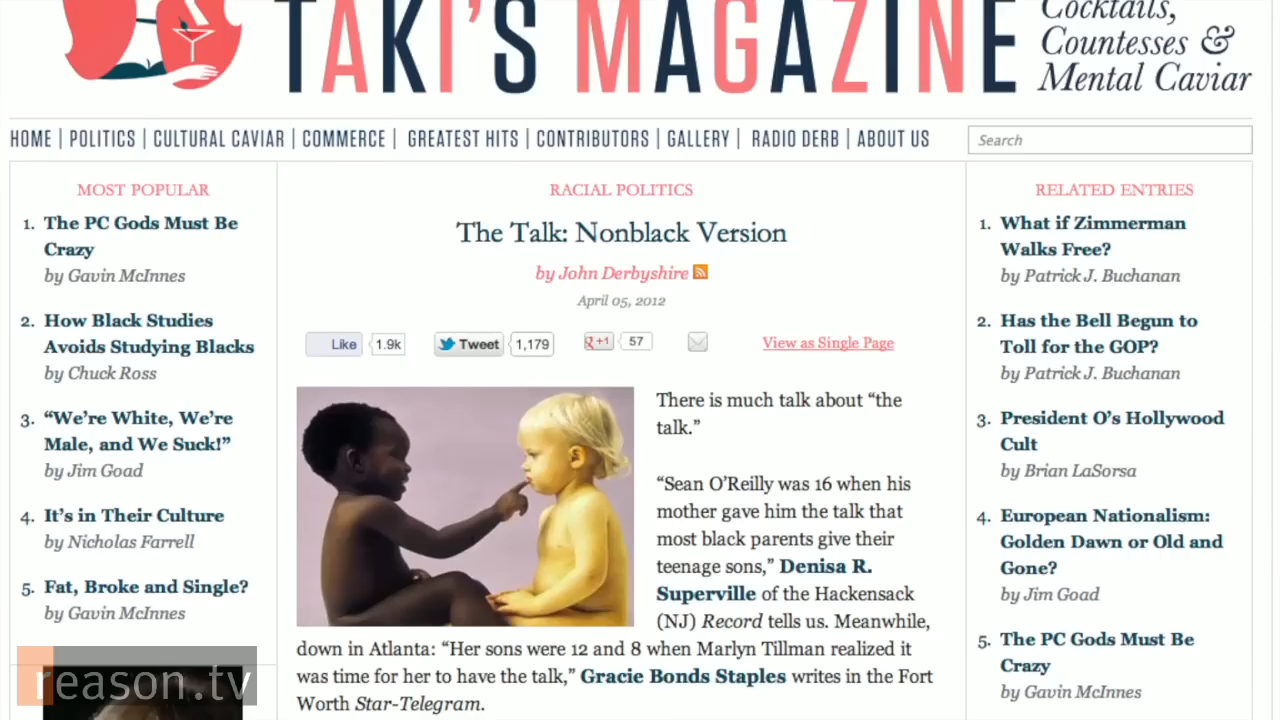 TAKI'S MAGAZINE
Cocktails,
Countesses &
Mental Caviar
HOME | POLITICS | CULTURAL CAVIAR | COMMERCE | GREATEST HITS | CONTRIBUTORS | GALLERY | RADIO DERB | ABOUT US
Search
MOST POPULAR
1. The PC Gods Must Be
Crazy
by Gavin McInnes
2. How Black Studies
Avoids Studying Blacks
by Chuck Ross
3. “We’re White, We’re
Male, and We Suck!”
by Jim Goad
4. It’s in Their Culture
by Nicholas Farrell
5. Fat, Broke and Single?
by Gavin McInnes
reason.tv
RACIAL POLITICS
The Talk: Nonblack Version
by John Derbyshire
April 05, 2012
Like 1.9k Tweet 1,179 g+1 57 View as Single Page
There is much talk about “the
talk.”
“Sean O’Reilly was 16 when his
mother gave him the talk that
most black parents give their
teenage sons,” Denisa R.
Superville of the Hackensack
(NJ) Record tells us. Meanwhile,
down in Atlanta: “Her sons were 12 and 8 when Marlyn Tillman realized it
was time for her to have the talk,” Gracie Bonds Staples writes in the Fort
Worth Star-Telegram.
RELATED ENTRIES
1. What if Zimmerman
Walks Free?
by Patrick J. Buchanan
2. Has the Bell Begun to
Toll for the GOP?
by Patrick J. Buchanan
3. President O’s Hollywood
Cult
by Brian LaSorsa
4. European Nationalism:
Golden Dawn or Old and
Gone?
by Jim Goad
5. The PC Gods Must Be
Crazy
by Gavin McInnes